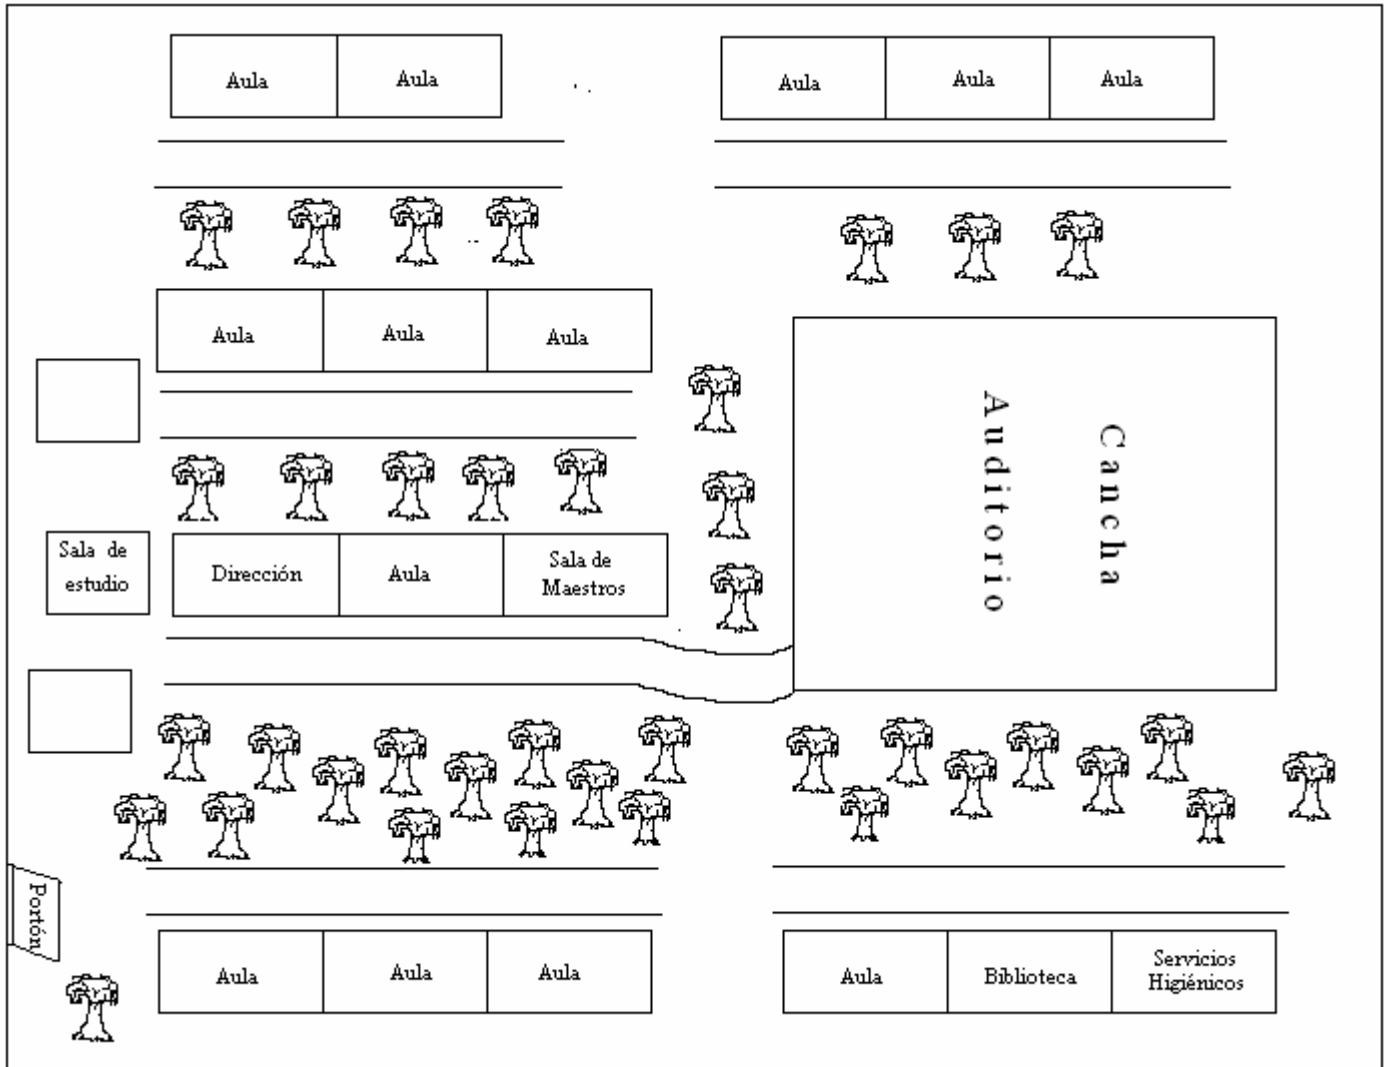 Aula
Aula
Aula
Aula
Aula
Aula
Aula
Aula
Auditorio
Cancha
Sala de
estudio
Dirección
Aula
Sala de
Maestros
Portón
Aula
Aula
Aula
Aula
Biblioteca
Servicios
Higiénicos